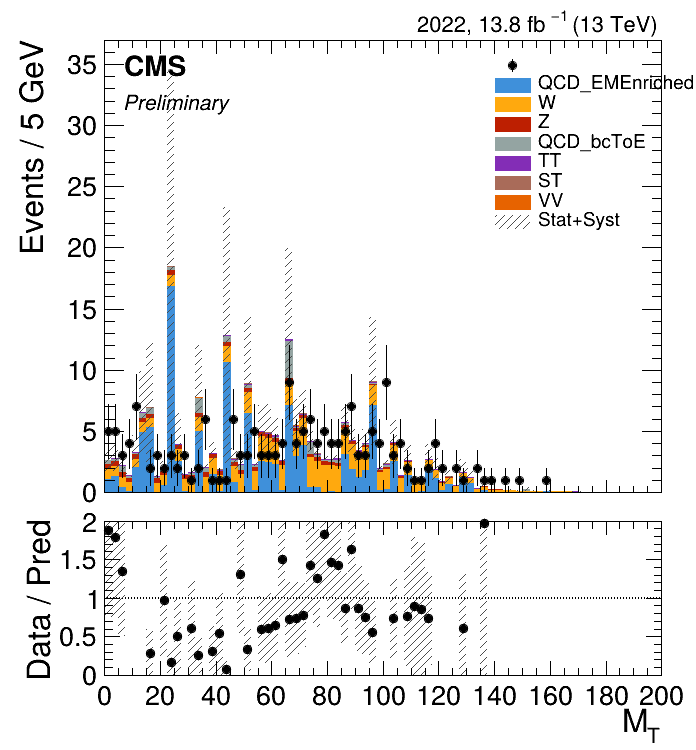 2022, 13.8 fb⁻¹ (13 TeV)
Events / 5 GeV
35
30
25
20
15
10
5
0
CMS
Preliminary
QCD_EMEnriched
W
Z
QCD_bcToE
TT
ST
VV
Stat+Syst
Data / Pred
2
1.5
1
0.5
0
0 20 40 60 80 100 120 140 160 180 200
M_T